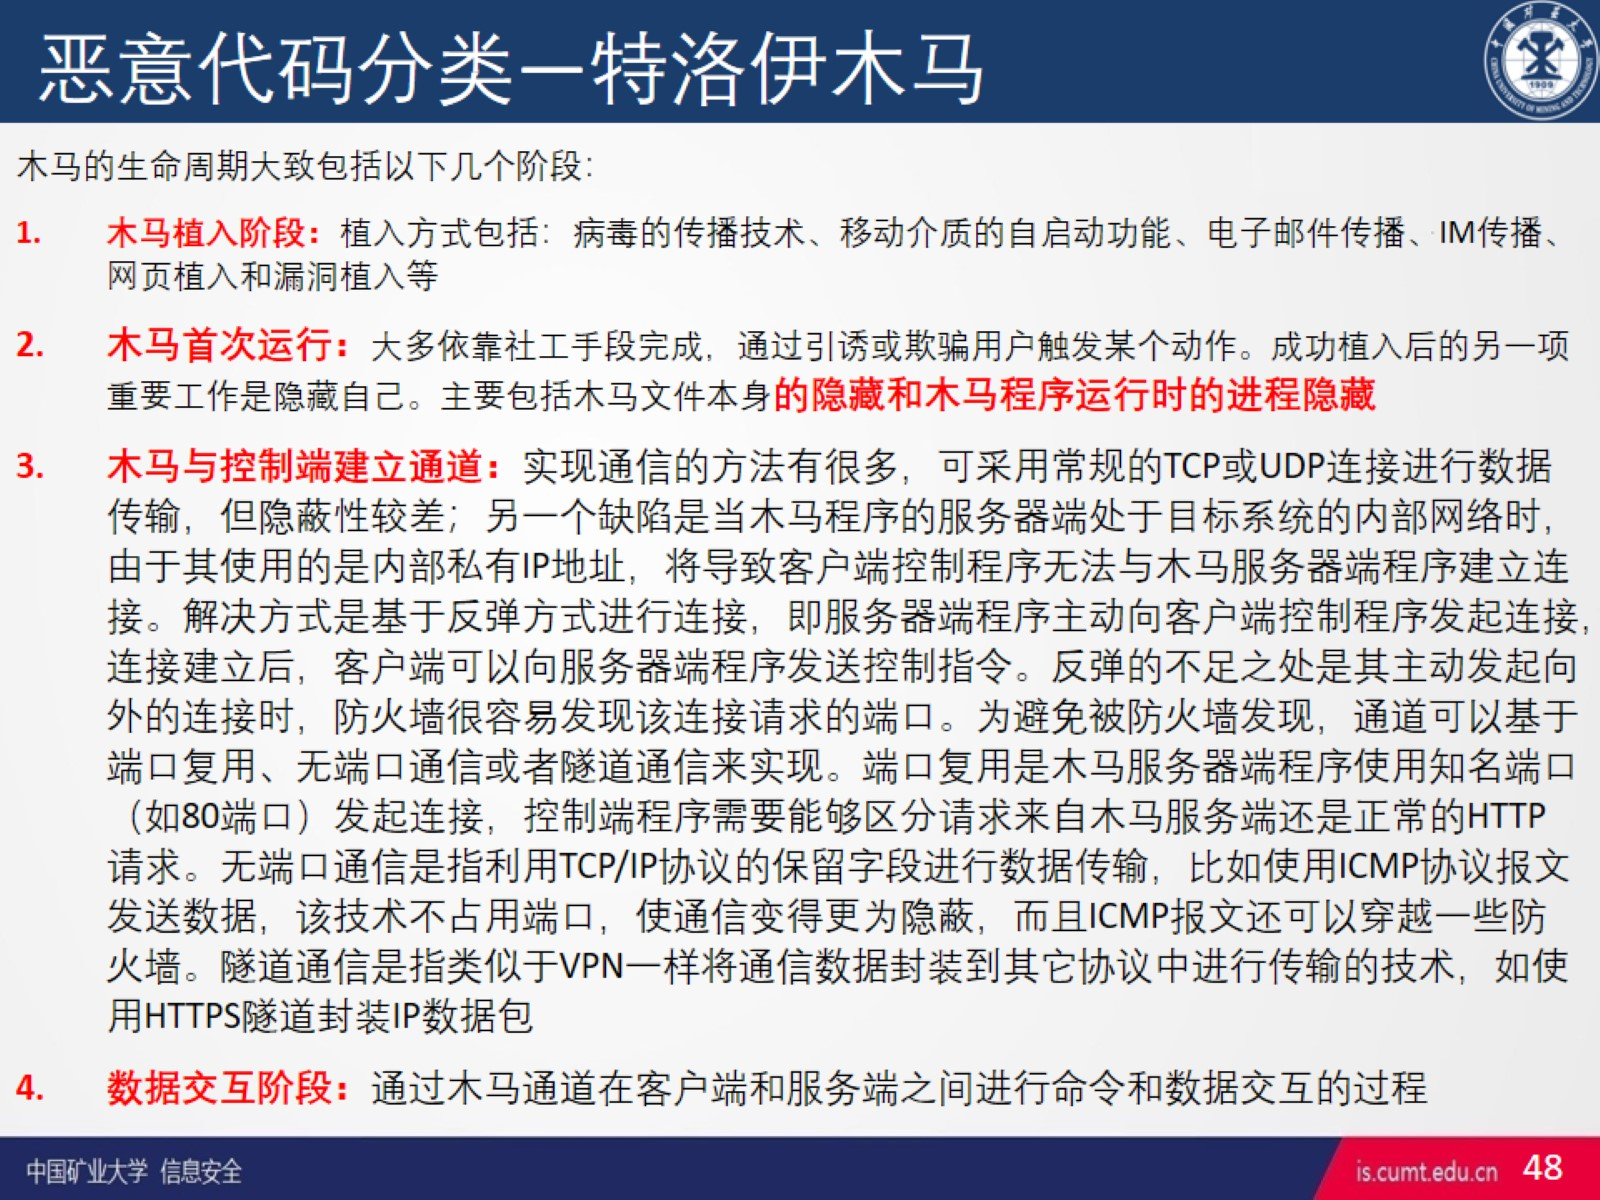 恶意代码分类—特洛伊木马
中国矿业大学
CHINA UNIVERSITY OF MINING AND TECHNOLOGY
1909
木马的生命周期大致包括以下几个阶段：
1. 木马植入阶段：植入方式包括：病毒的传播技术、移动介质的自启动功能、电子邮件传播、IM传播、
网页植入和漏洞植入等
2. 木马首次运行：大多依靠社工手段完成，通过引诱或欺骗用户触发某个动作。成功植入后的另一项
重要工作是隐藏自己。主要包括木马文件本身的隐藏和木马程序运行时的进程隐藏
3. 木马与控制端建立通道：实现通信的方法有很多，可采用常规的TCP或UDP连接进行数据
传输，但隐蔽性较差；另一个缺陷是当木马程序的服务器端处于目标系统的内部网络时，
由于其使用的是内部私有IP地址，将导致客户端控制程序无法与木马服务器端程序建立连
接。解决方式是基于反弹方式进行连接，即服务器端程序主动向客户端控制程序发起连接，
连接建立后，客户端可以向服务器端程序发送控制指令。反弹的不足之处是其主动发起向
外的连接时，防火墙很容易发现该连接请求的端口。为避免被防火墙发现，通道可以基于
端口复用、无端口通信或者隧道通信来实现。端口复用是木马服务器端程序使用知名端口
（如80端口）发起连接，控制端程序需要能够区分请求来自木马服务端还是正常的HTTP
请求。无端口通信是指利用TCP/IP协议的保留字段进行数据传输，比如使用ICMP协议报文
发送数据，该技术不占用端口，使通信变得更为隐蔽，而且ICMP报文还可以穿越一些防
火墙。隧道通信是指类似于VPN一样将通信数据封装到其它协议中进行传输的技术，如使
用HTTPS隧道封装IP数据包
4. 数据交互阶段：通过木马通道在客户端和服务端之间进行命令和数据交互的过程
中国矿业大学 信息安全
is.cumt.edu.cn 48